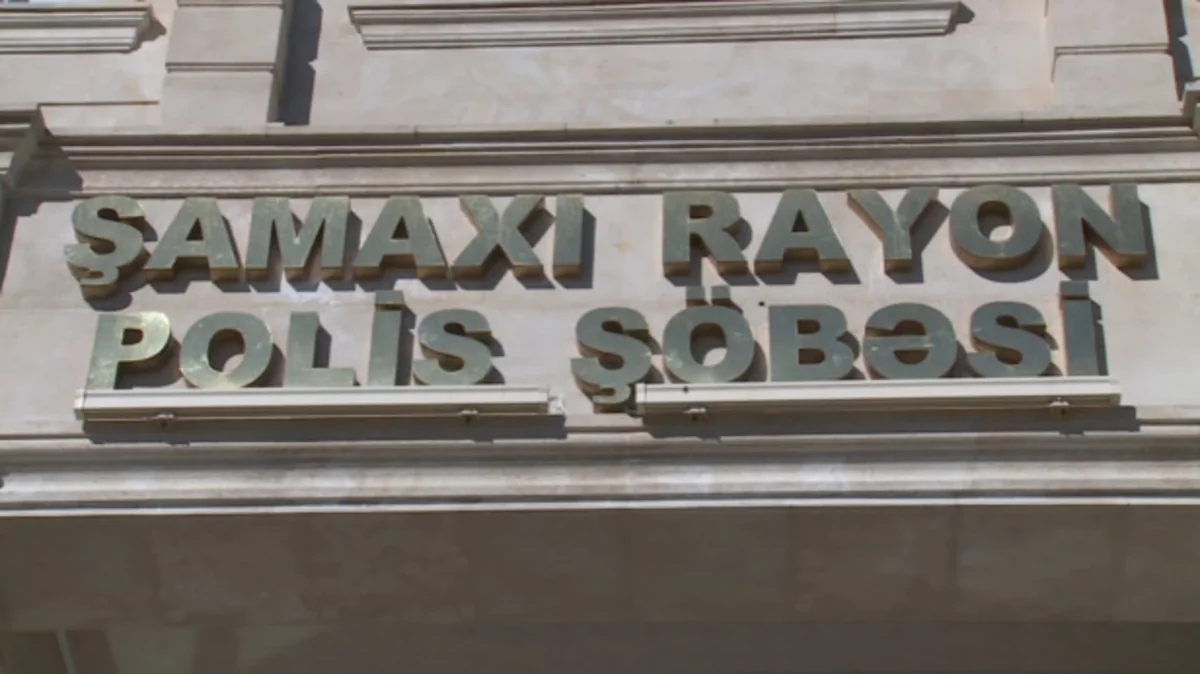 ŞAMAXI RAYON
POLİS ŞÖBƏSİ